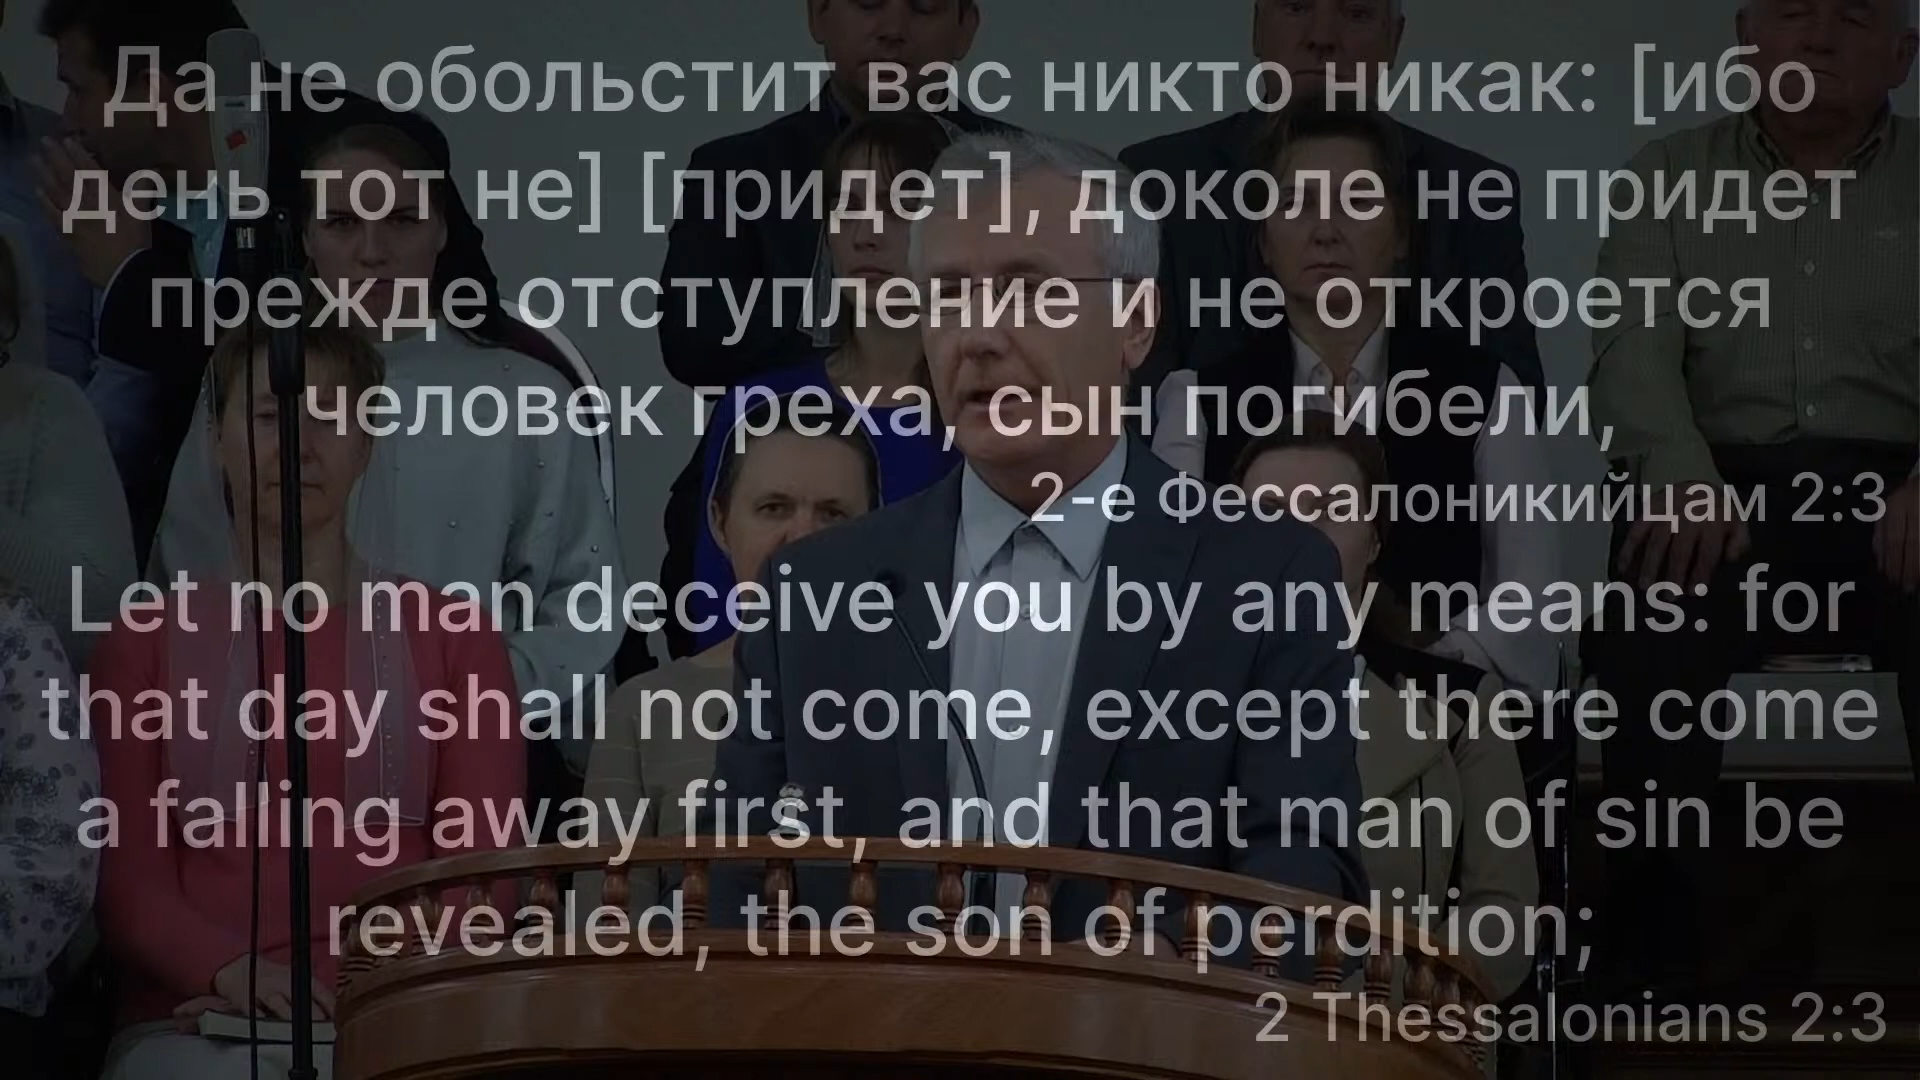 Да не обольстит вас никто никак: [ибо
день тот не] [придет], доколе не придет
прежде отступление и не откроется
человек греха, сын погибели,
2-е Фессалоникийцам 2:3
Let no man deceive you by any means: for
that day shall not come, except there come
a falling away first, and that man of sin be
revealed, the son of perdition;
2 Thessalonians 2:3